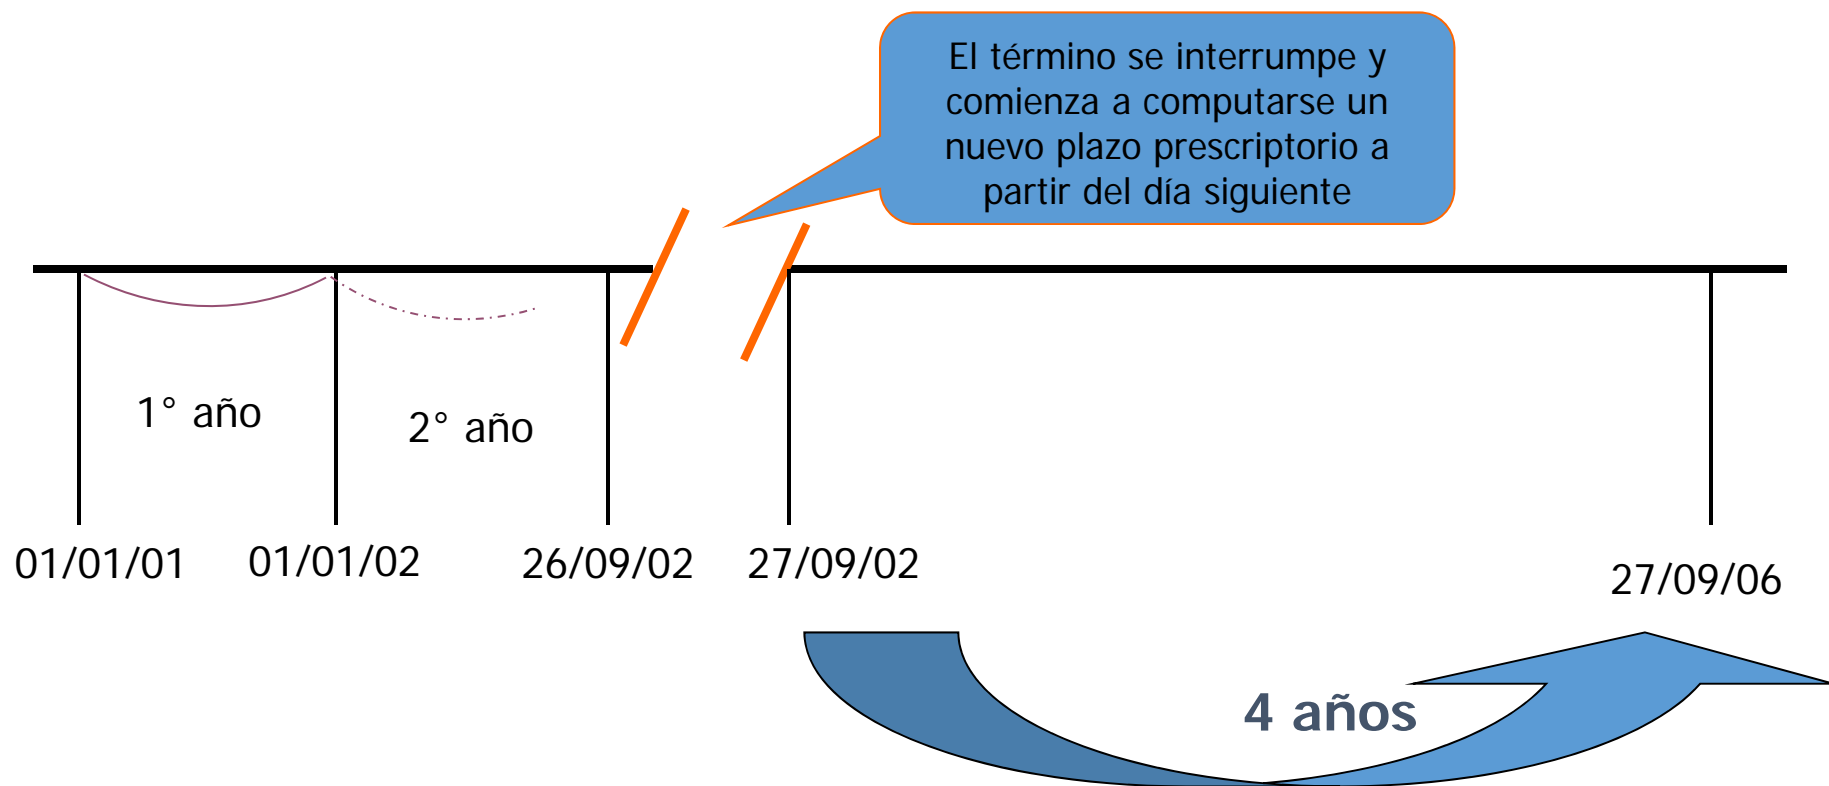 El término se interrumpe y
comienza a computarse un
nuevo plazo prescriptorio a
partir del día siguiente
1° año
2° año
01/01/01
01/01/02
26/09/02
27/09/02
27/09/06
4 años